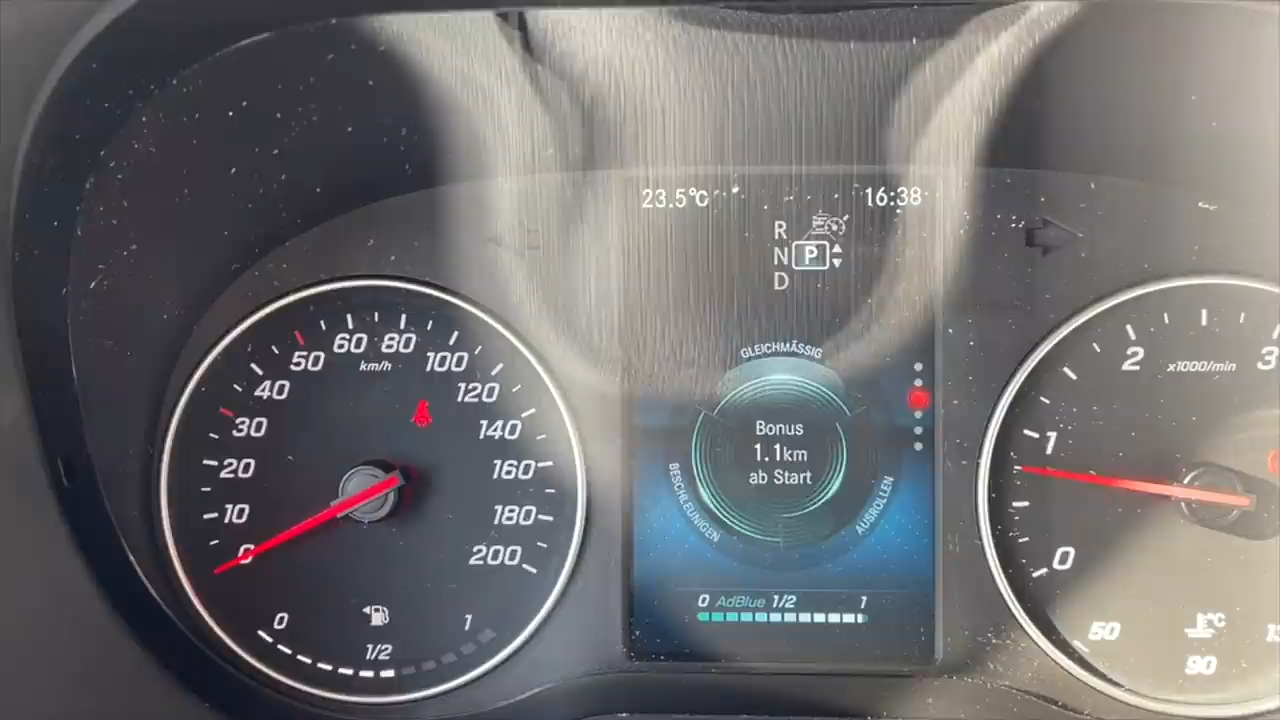 23.5°C 16:38
R
N P
D
60 80
50 km/h 100
40 120
30 140
20 160
10 180
0 200
0 1
1/2
GLEICHMÄSSIG
Bonus
1.1km
ab Start
BESCHLEUNIGEN
AUSROLLEN
0 AdBlue 1/2 1
2 x1000/min 3
1
0
50 °C
90